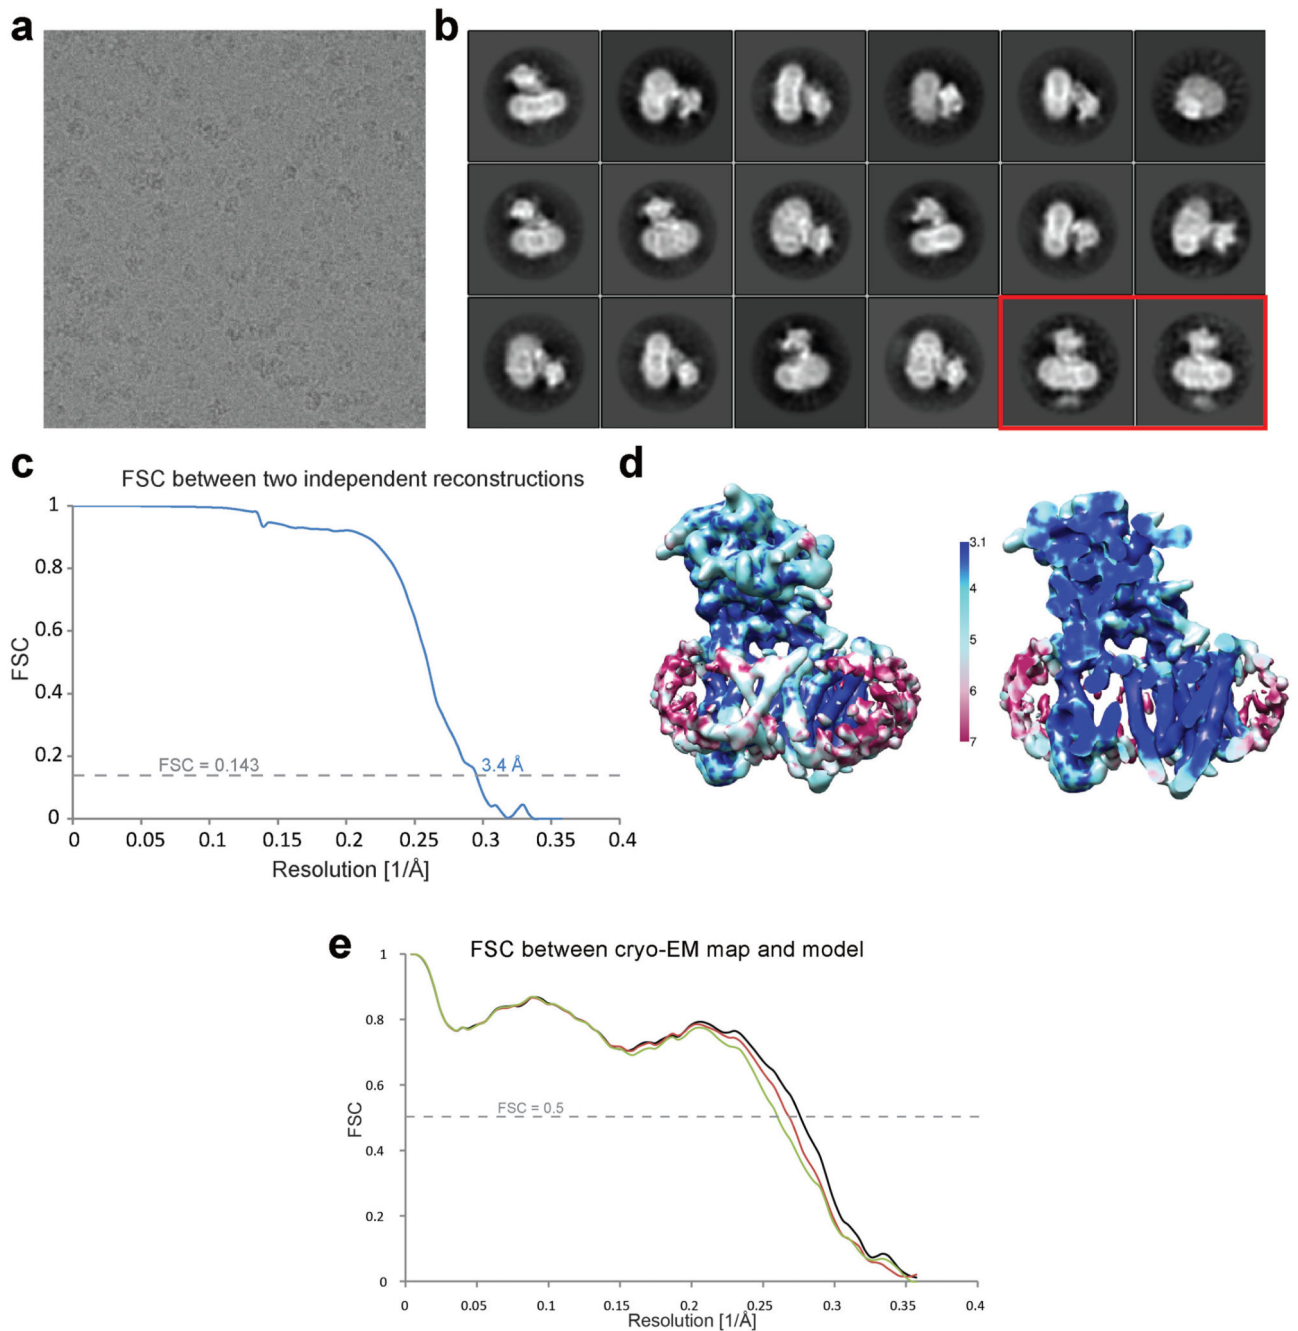 a
b
c
FSC between two independent reconstructions
1
0.8
0.6
0.4
0.2
0
FSC
FSC = 0.143
3.4 Å
0
0.05
0.1
0.15
0.2
0.25
0.3
0.35
0.4
Resolution [1/Å]
d
3.1
4
5
6
7
e
FSC between cryo-EM map and model
1
0.8
0.6
0.4
0.2
0
FSC
FSC = 0.5
0
0.05
0.1
0.15
0.2
0.25
0.3
0.35
0.4
Resolution [1/Å]